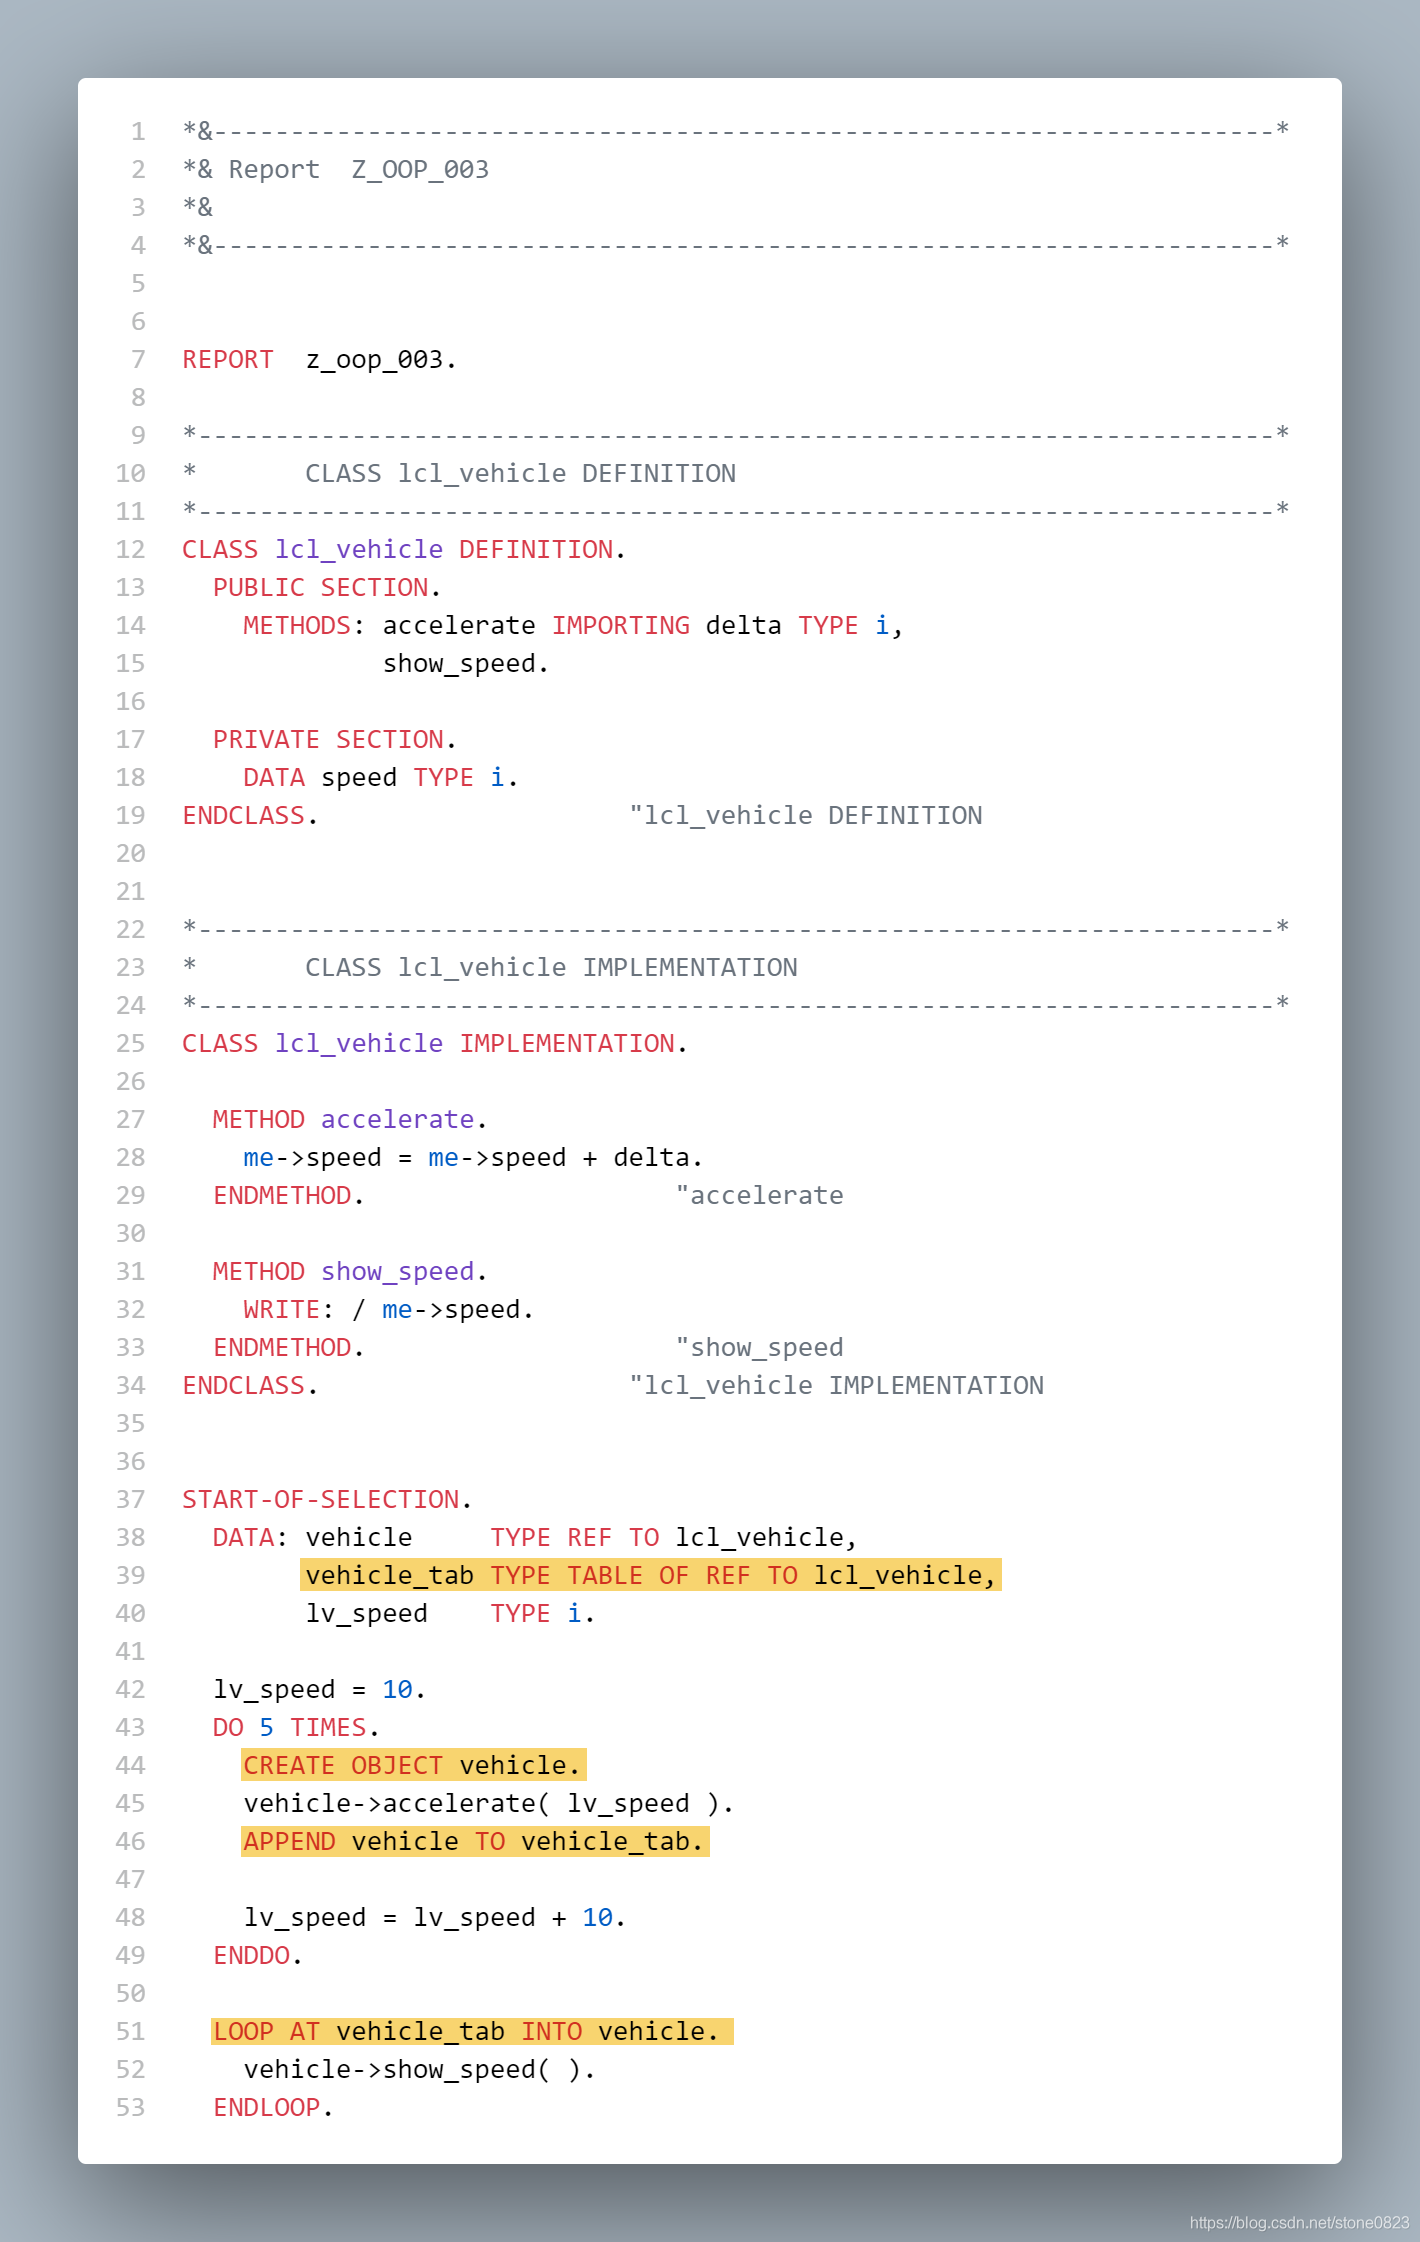 1 *&---------------------------------------------------------------------*
2 *& Report  Z_OOP_003
3 *&
4 *&---------------------------------------------------------------------*
5
6
7 REPORT  z_oop_003.
8
9 *----------------------------------------------------------------------*
10 *       CLASS lcl_vehicle DEFINITION
11 *----------------------------------------------------------------------*
12 CLASS lcl_vehicle DEFINITION.
13   PUBLIC SECTION.
14     METHODS: accelerate IMPORTING delta TYPE i,
15              show_speed.
16
17   PRIVATE SECTION.
18     DATA speed TYPE i.
19 ENDCLASS.                    "lcl_vehicle DEFINITION
20
21
22 *----------------------------------------------------------------------*
23 *       CLASS lcl_vehicle IMPLEMENTATION
24 *----------------------------------------------------------------------*
25 CLASS lcl_vehicle IMPLEMENTATION.
26
27   METHOD accelerate.
28     me->speed = me->speed + delta.
29   ENDMETHOD.                    "accelerate
30
31   METHOD show_speed.
32     WRITE: / me->speed.
33   ENDMETHOD.                    "show_speed
34 ENDCLASS.                    "lcl_vehicle IMPLEMENTATION
35
36
37 START-OF-SELECTION.
38   DATA: vehicle     TYPE REF TO lcl_vehicle,
39         vehicle_tab TYPE TABLE OF REF TO lcl_vehicle,
40         lv_speed    TYPE i.
41
42   lv_speed = 10.
43   DO 5 TIMES.
44     CREATE OBJECT vehicle.
45     vehicle->accelerate( lv_speed ).
46     APPEND vehicle TO vehicle_tab.
47
48     lv_speed = lv_speed + 10.
49   ENDDO.
50
51   LOOP AT vehicle_tab INTO vehicle.
52     vehicle->show_speed( ).
53   ENDLOOP.
https://blog.csdn.net/stone0823